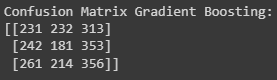 Confusion Matrix Gradient Boosting:
[[231 232 313]
 [242 181 353]
 [261 214 356]]